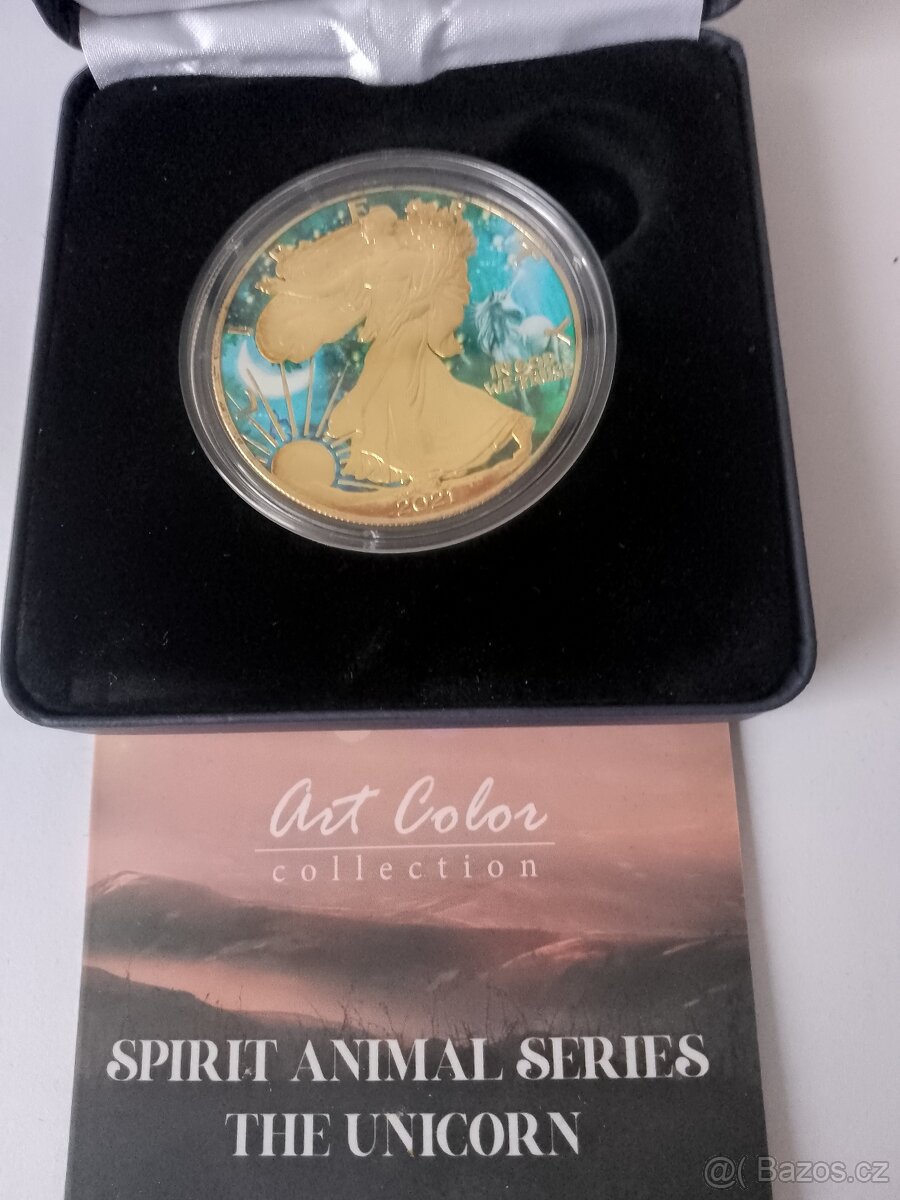 LIBERTY
IN GOD
WE TRUST
2021
Art Color
collection
SPIRIT ANIMAL SERIES
THE UNICORN
@( Bazos.cz